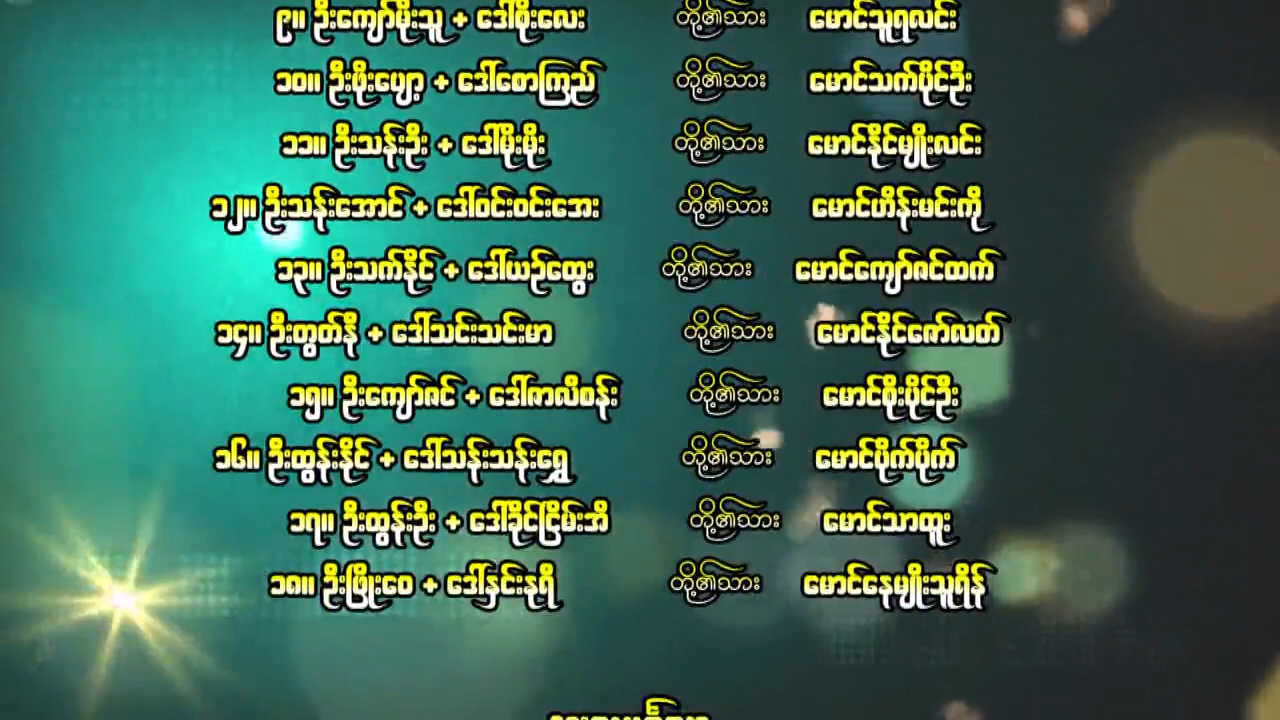 ၉။ ဦးကျော်မိုးသူ + ဒေါ်စိုးလေး တို့၏သား မောင်သူရလင်း
၁၀။ ဦးဖိုးပျော့ + ဒေါ်စောကြည် တို့၏သား မောင်သက်ပိုင်ဦး
၁၁။ ဦးသန်းဦး + ဒေါ်မိုးမိုး တို့၏သား မောင်နိုင်မျိုးလင်း
၁၂။ ဦးသန်းအောင် + ဒေါ်ဝင်းဝင်းအေး တို့၏သား မောင်ဟိန်းမင်းကို
၁၃။ ဦးသက်နိုင် + ဒေါ်ယဉ်ထွေး တို့၏သား မောင်ကျော်ဇင်ထက်
၁၄။ ဦးတွတ်နီ + ဒေါ်သင်းသင်းမာ တို့၏သား မောင်နိုင်ဇော်လတ်
၁၅။ ဦးကျော်ဇင် + ဒေါ်ဇာလီစန်း တို့၏သား မောင်စိုးပိုင်ဦး
၁၆။ ဦးထွန်းနိုင် + ဒေါ်သန်းသန်းရွှေ တို့၏သား မောင်ပိုက်ပိုက်
၁၇။ ဦးထွန်းဦး + ဒေါ်ခိုင်ငြိမ်းအိ တို့၏သား မောင်သာထူး
၁၈။ ဦးဖြိုးဝေ + ဒေါ်နှင်းနုရီ တို့၏သား မောင်နေမျိုးသူရိန်